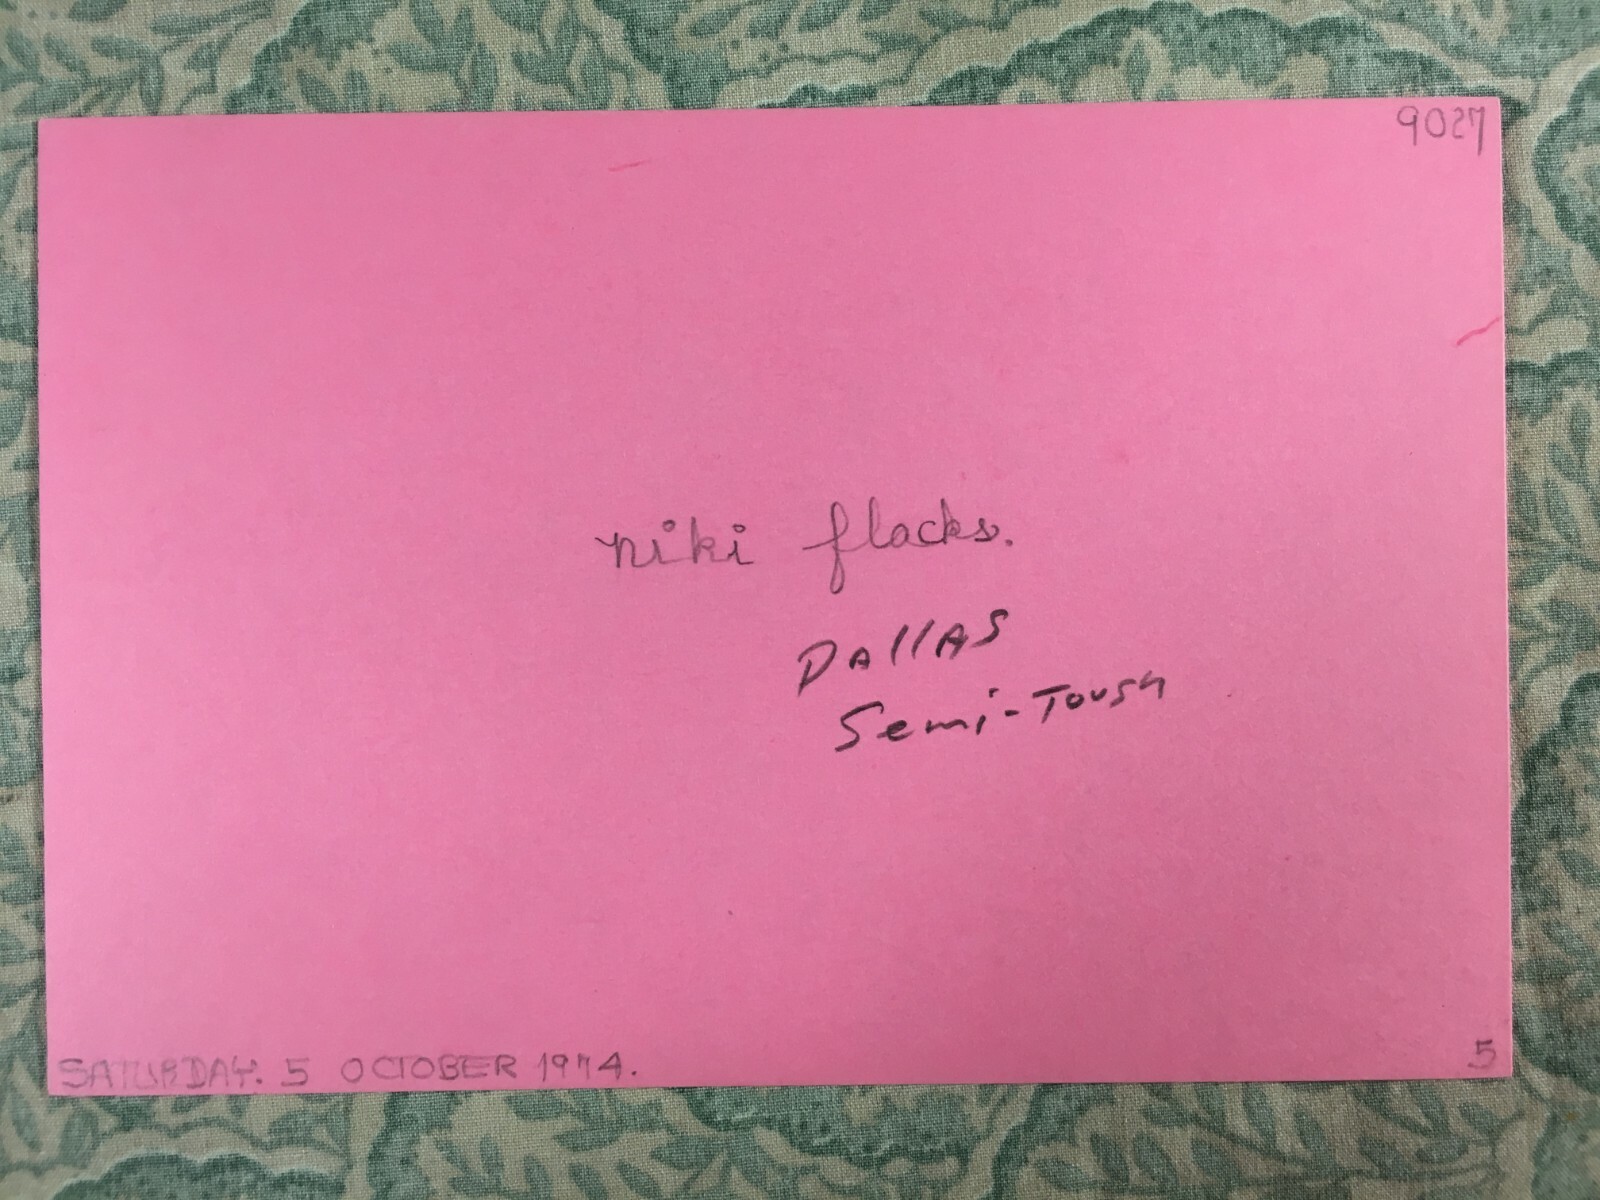 9027
niki flacks.
DAllAS
Semi-Tough
SATURDAY. 5 OCTOBER 1974.
5